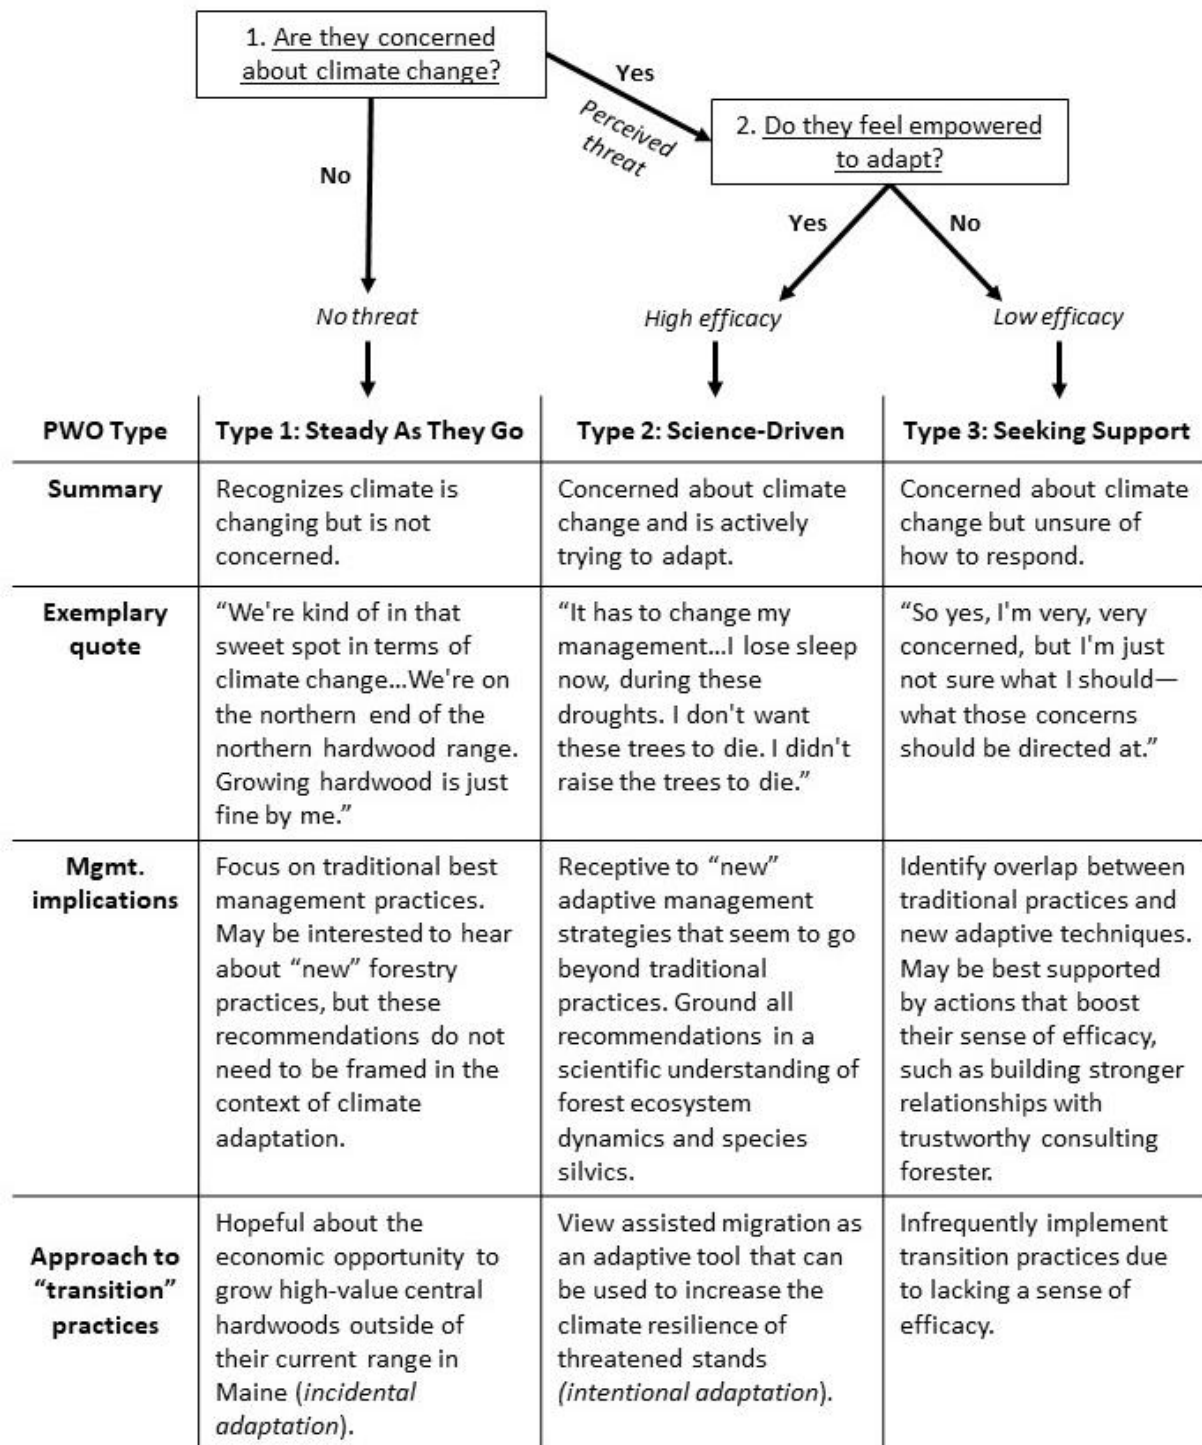 1. Are they concerned
about climate change?
Yes
Perceived
threat
2. Do they feel empowered
to adapt?
No
Yes
No
No threat
High efficacy
Low efficacy
PWO Type
Type 1: Steady As They Go
Type 2: Science-Driven
Type 3: Seeking Support
Summary
Recognizes climate is
changing but is not
concerned.
Concerned about climate
change and is actively
trying to adapt.
Concerned about climate
change but unsure of
how to respond.
Exemplary
quote
“We're kind of in that
sweet spot in terms of
climate change...We're on
the northern end of the
northern hardwood range.
Growing hardwood is just
fine by me.”
“It has to change my
management...I lose sleep
now, during these
droughts. I don't want
these trees to die. I didn't
raise the trees to die.”
“So yes, I'm very, very
concerned, but I'm just
not sure what I should—
what those concerns
should be directed at.”
Mgmt.
implications
Focus on traditional best
management practices.
May be interested to hear
about “new” forestry
practices, but these
recommendations do not
need to be framed in the
context of climate
adaptation.
Receptive to “new”
adaptive management
strategies that seem to go
beyond traditional
practices. Ground all
recommendations in a
scientific understanding of
forest ecosystem
dynamics and species
silvics.
Identify overlap between
traditional practices and
new adaptive techniques.
May be best supported
by actions that boost
their sense of efficacy,
such as building stronger
relationships with
trustworthy consulting
forester.
Approach to
“transition”
practices
Hopeful about the
economic opportunity to
grow high-value central
hardwoods outside of
their current range in
Maine (incidental
adaptation).
View assisted migration as
an adaptive tool that can
be used to increase the
climate resilience of
threatened stands
(intentional adaptation).
Infrequently implement
transition practices due
to lacking a sense of
efficacy.